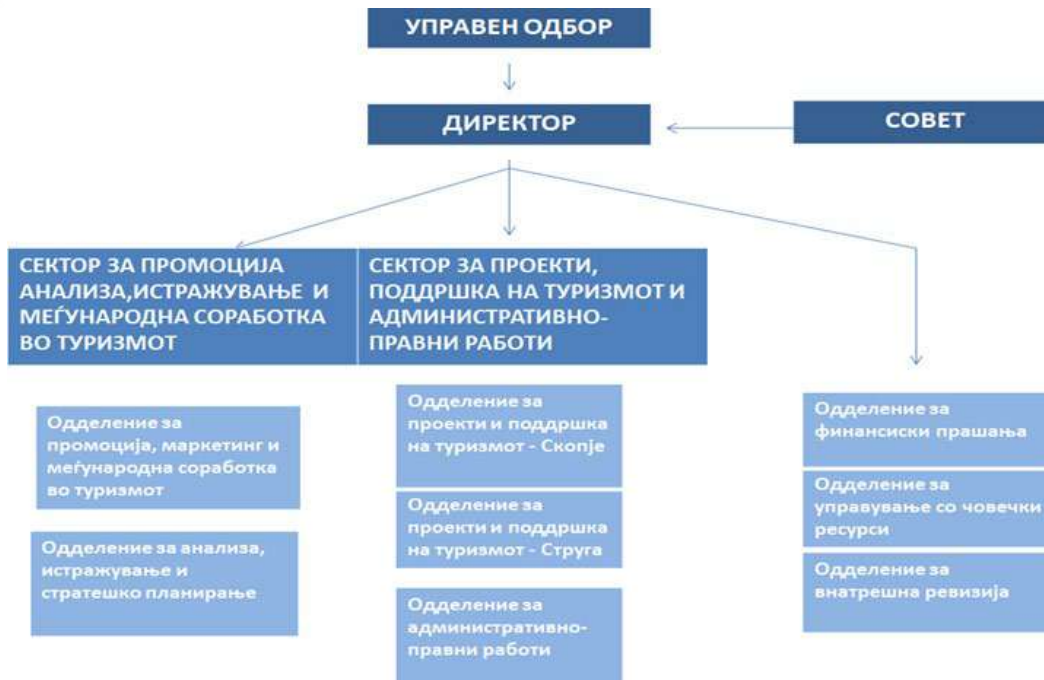 УПРАВЕН ОДБОР
ДИРЕКТОР
СОВЕТ
СЕКТОР ЗА ПРОМОЦИЈА
АНАЛИЗА,ИСТРАЖУВАЊЕ И
МЕЃУНАРОДНА СОРАБОТКА
ВО ТУРИЗМОТ
СЕКТОР ЗА ПРОЕКТИ,
ПОДДРШКА НА ТУРИЗМОТ И
АДМИНИСТРАТИВНО-
ПРАВНИ РАБОТИ
Одделение за
промоција, маркетинг и
меѓународна соработка
во туризмот
Одделение за анализа,
истражување и
стратешко планирање
Одделение за
проекти и поддршка
на туризмот - Скопје
Одделение за
проекти и поддршка
на туризмот - Струга
Одделение за
административно-
правни работи
Одделение за
финансиски прашања
Одделение за
управување со човечки
ресурси
Одделение за
внатрешна ревизија